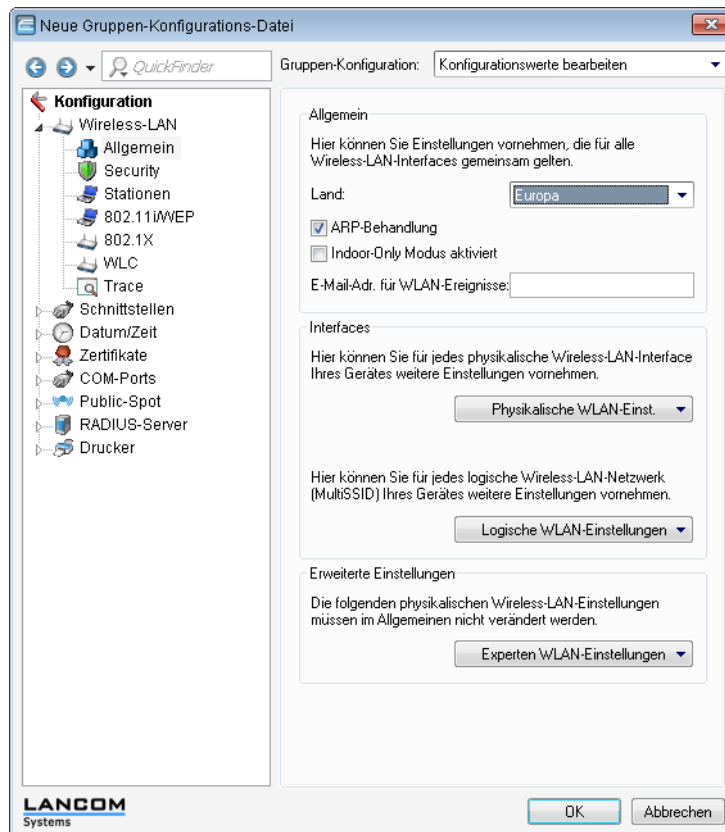 Neue Gruppen-Konfigurations-Datei
QuickFinder
Gruppen-Konfiguration:
Konfigurationswerte bearbeiten
Konfiguration
Wireless-LAN
Allgemein
Security
Stationen
802.11i/WEP
802.1X
WLC
Trace
Schnittstellen
Datum/Zeit
Zertifikate
COM-Ports
Public-Spot
RADIUS-Server
Drucker
Allgemein
Hier können Sie Einstellungen vornehmen, die für alle
Wireless-LAN-Interfaces gemeinsam gelten.
Land:
Europa
ARP-Behandlung
Indoor-Only Modus aktiviert
E-Mail-Adr. für WLAN-Ereignisse:
Interfaces
Hier können Sie für jedes physikalische Wireless-LAN-Interface
Ihres Gerätes weitere Einstellungen vornehmen.
Physikalische WLAN-Einst.
Hier können Sie für jedes logische Wireless-LAN-Netzwerk
(MultiSSID) Ihres Gerätes weitere Einstellungen vornehmen.
Logische WLAN-Einstellungen
Erweiterte Einstellungen
Die folgenden physikalischen Wireless-LAN-Einstellungen
müssen im Allgemeinen nicht verändert werden.
Experten WLAN-Einstellungen
LANCOM
Systems
OK
Abbrechen